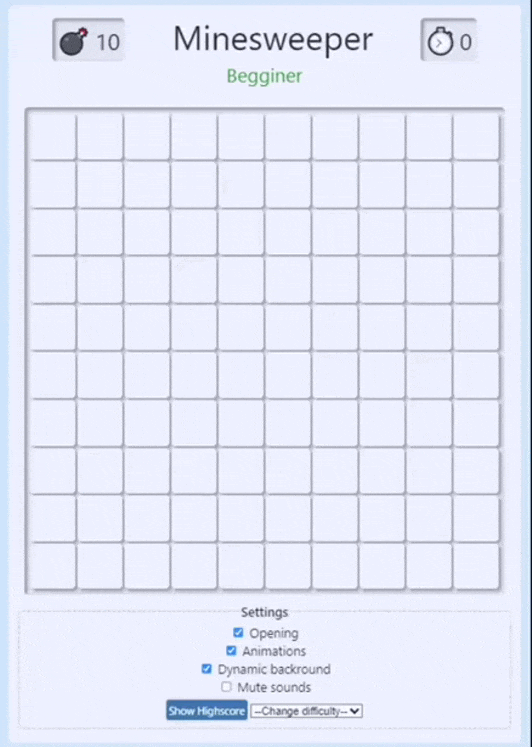 10 Minesweeper 0
Begginer
Settings
Opening
Animations
Dynamic backround
Mute sounds
Show Highscore --Change difficulty--